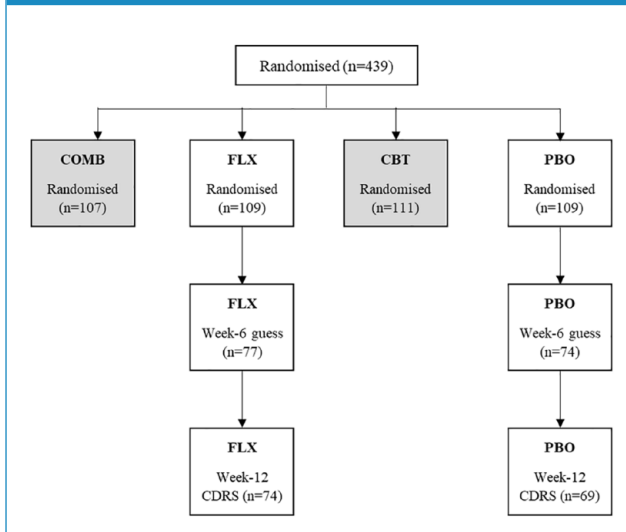 Randomised (n=439)
COMB
Randomised
(n=107)
FLX
Randomised
(n=109)
CBT
Randomised
(n=111)
PBO
Randomised
(n=109)
FLX
Week-6 guess
(n=77)
PBO
Week-6 guess
(n=74)
FLX
Week-12
CDRS (n=74)
PBO
Week-12
CDRS (n=69)